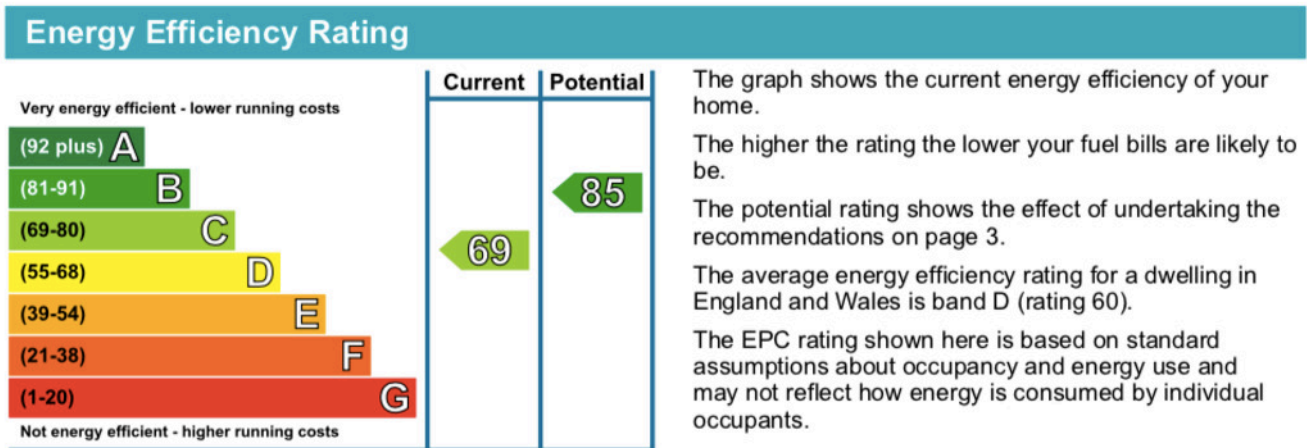 Energy Efficiency Rating
Current
Potential
Very energy efficient - lower running costs
(92 plus) A
(81-91) B
(69-80) C
(55-68) D
(39-54) E
(21-38) F
(1-20) G
Not energy efficient - higher running costs
69
85
The graph shows the current energy efficiency of your
home.
The higher the rating the lower your fuel bills are likely to
be.
The potential rating shows the effect of undertaking the
recommendations on page 3.
The average energy efficiency rating for a dwelling in
England and Wales is band D (rating 60).
The EPC rating shown here is based on standard
assumptions about occupancy and energy use and
may not reflect how energy is consumed by individual
occupants.